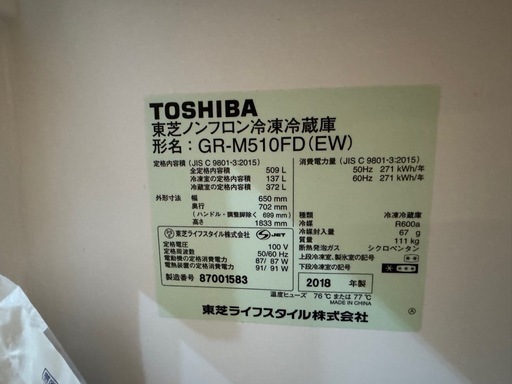 TOSHIBA
東芝ノンフロン冷凍冷蔵庫
形名：GR-M510FD(EW)
定格内容積 (JIS C 9801-3:2015)
全定格内容積 509 L
冷凍室の定格内容積 137 L
冷蔵室の定格内容積 372 L
外形寸法 幅 650 mm
奥行 702 mm
(ハンドル・調整脚除く 699 mm)
高さ 1833 mm
東芝ライフスタイル株式会社 JET
定格電圧 100 V
定格周波数 50/60 Hz
電動機の定格消費電力 87/ 87 W
電熱装置の定格消費電力 91/ 91 W
製造番号 87001583
消費電力量 (JIS C 9801-3:2015)
50Hz 271 kWh/年
60Hz 271 kWh/年
種類 冷凍冷蔵庫
冷媒 R600a
冷媒封入量 67 g
質量 111 kg
断熱発泡ガス シクロペンタン
上段冷凍室、製氷室の記号
下段冷凍室の記号
2018 年製
温度ヒューズ 76℃ または 77℃
MADE IN CHINA
東芝ライフスタイル株式会社